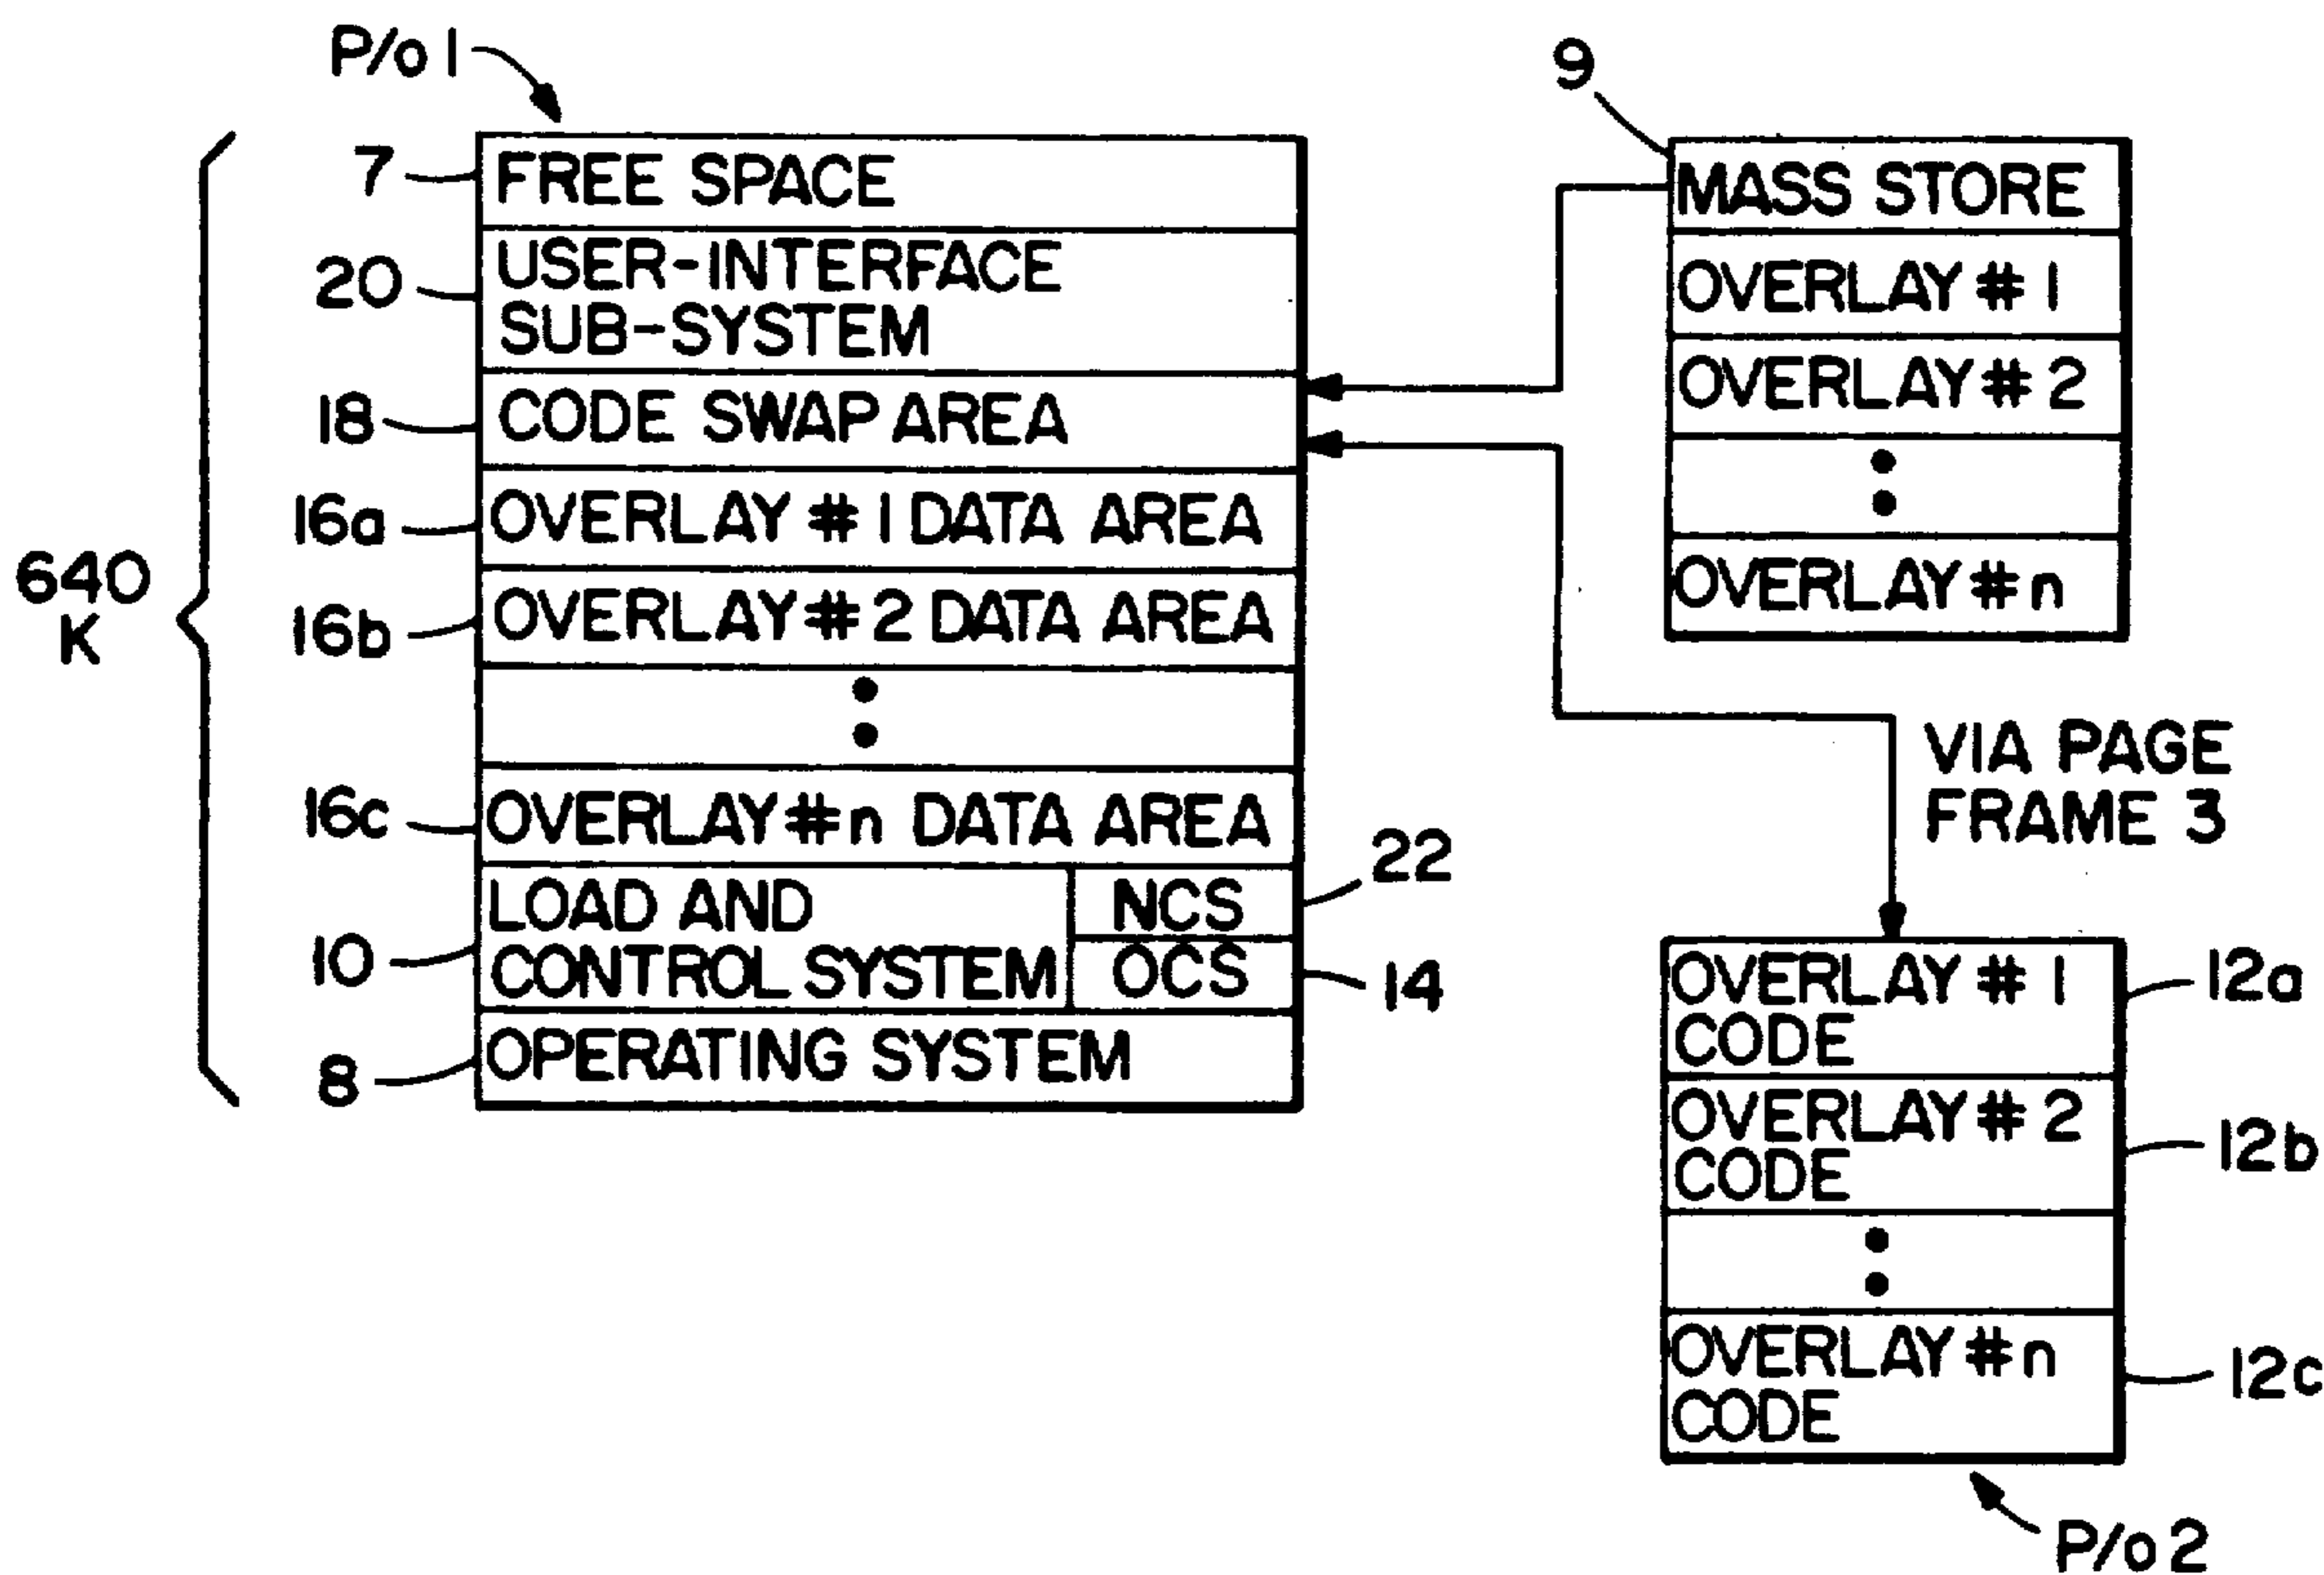 P/o 1
9
7
FREE SPACE
MASS STORE
20
USER-INTERFACE
SUB-SYSTEM
OVERLAY # 1
OVERLAY # 2
18
CODE SWAP AREA
16a
OVERLAY # 1 DATA AREA
OVERLAY # n
640
K
16b
OVERLAY # 2 DATA AREA
VIA PAGE
FRAME 3
16c
OVERLAY # n DATA AREA
22
LOAD AND
CONTROL SYSTEM
NCS
OCS
10
14
OVERLAY # 1
CODE
12a
8
OPERATING SYSTEM
OVERLAY # 2
CODE
12b
OVERLAY # n
CODE
12c
P/o 2